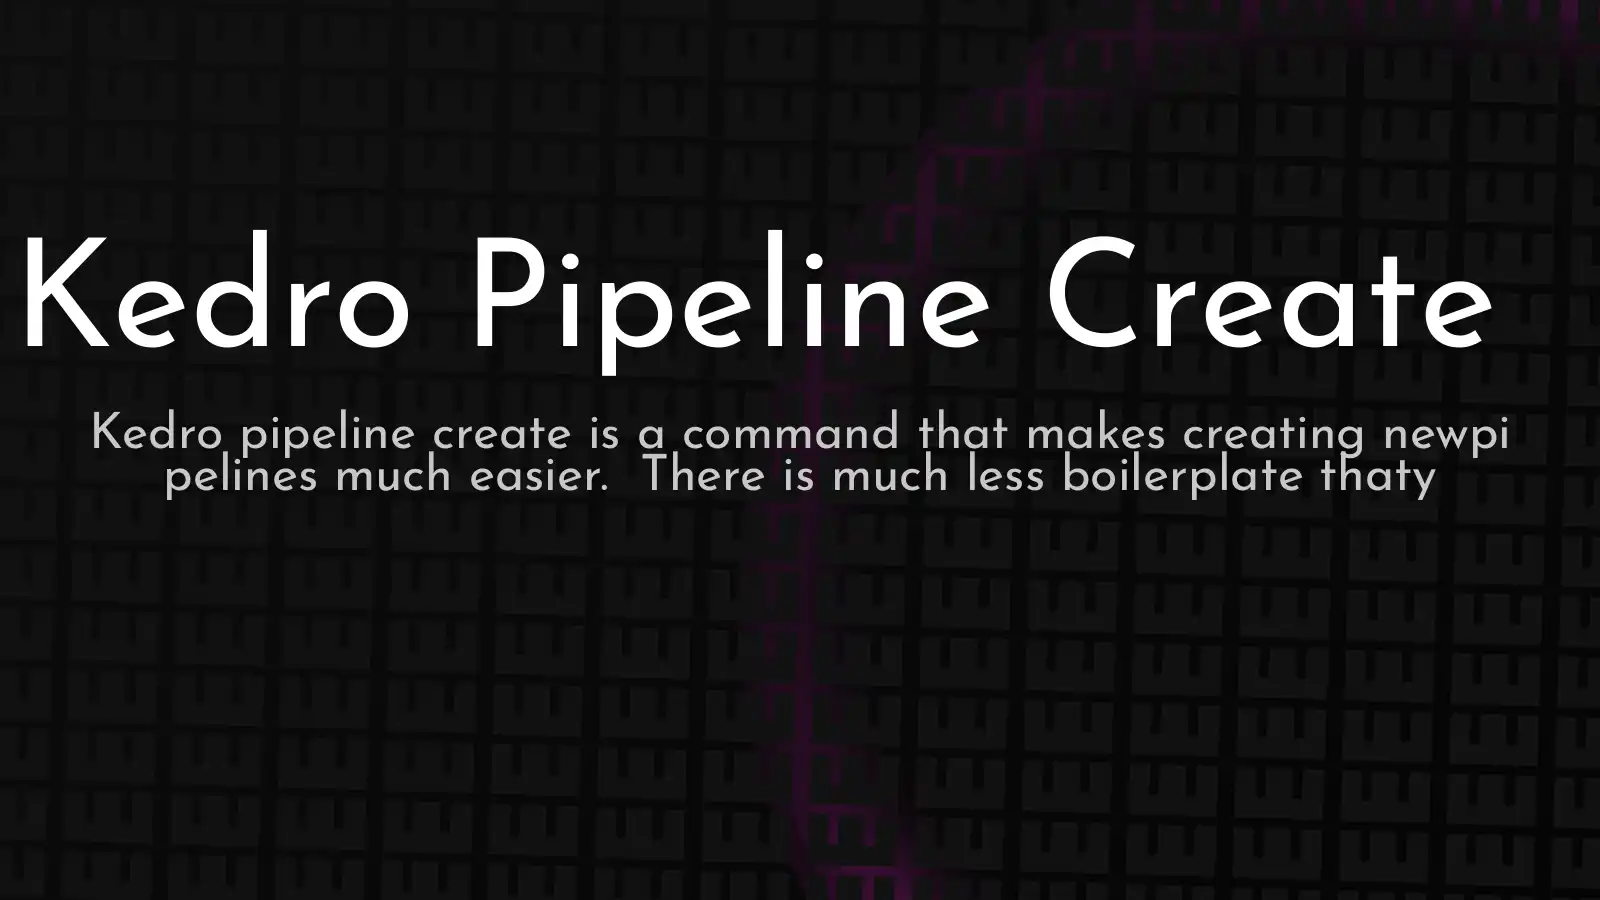 Kedro Pipeline Create
Kedro pipeline create is a command that makes creating newpi
pelines much easier.  There is much less boilerplate thaty